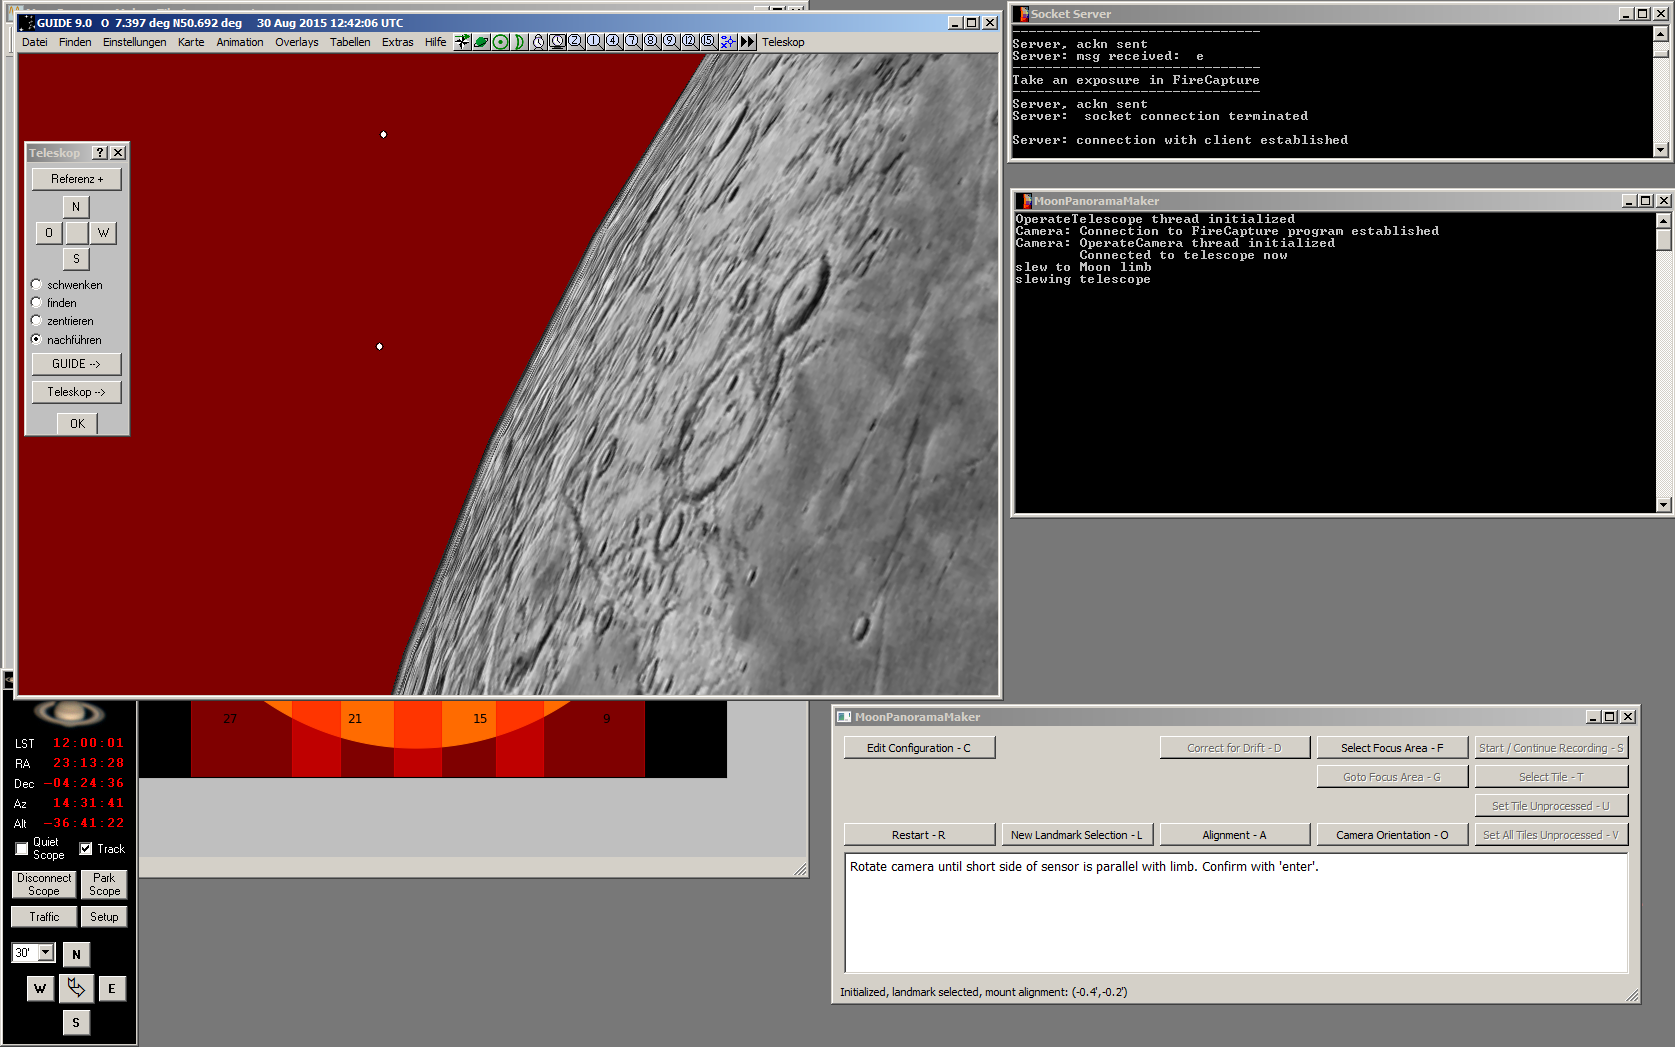 GUIDE 9.0   O  7.397 deg N50.692 deg    30 Aug 2015 12:42:06 UTC
Datei Finden Einstellungen Karte Animation Overlays Tabellen Extras Hilfe 2 1 4 7 8 9 12 15 Teleskop
Teleskop ?
Referenz +
N
O W
S
schwenken
finden
zentrieren
nachführen
GUIDE -->
Teleskop -->
OK
Socket Server
-------------------------------
Server, ackn sent
Server: msg received:  e
-------------------------------
Take an exposure in FireCapture
-------------------------------
Server, ackn sent
Server:  socket connection terminated
Server: connection with client established
MoonPanoramaMaker
OperateTelescope thread initialized
Camera: Connection to FireCapture program established
Camera: OperateCamera thread initialized
Connected to telescope now
slew to Moon limb
slewing telescope
27 21 15 9
LST 12:00:01
RA 23:13:28
Dec -04:24:36
Az 14:31:41
Alt -36:41:22
Quiet Scope
Track
Disconnect Scope
Park Scope
Traffic Setup
30'
N
W E
S
MoonPanoramaMaker
Edit Configuration - C Correct for Drift - D Select Focus Area - F Start / Continue Recording - S
Goto Focus Area - G Select Tile - T
Set Tile Unprocessed - U
Restart - R New Landmark Selection - L Alignment - A Camera Orientation - O Set All Tiles Unprocessed - V
Rotate camera until short side of sensor is parallel with limb. Confirm with 'enter'.
Initialized, landmark selected, mount alignment: (-0.4',-0.2')